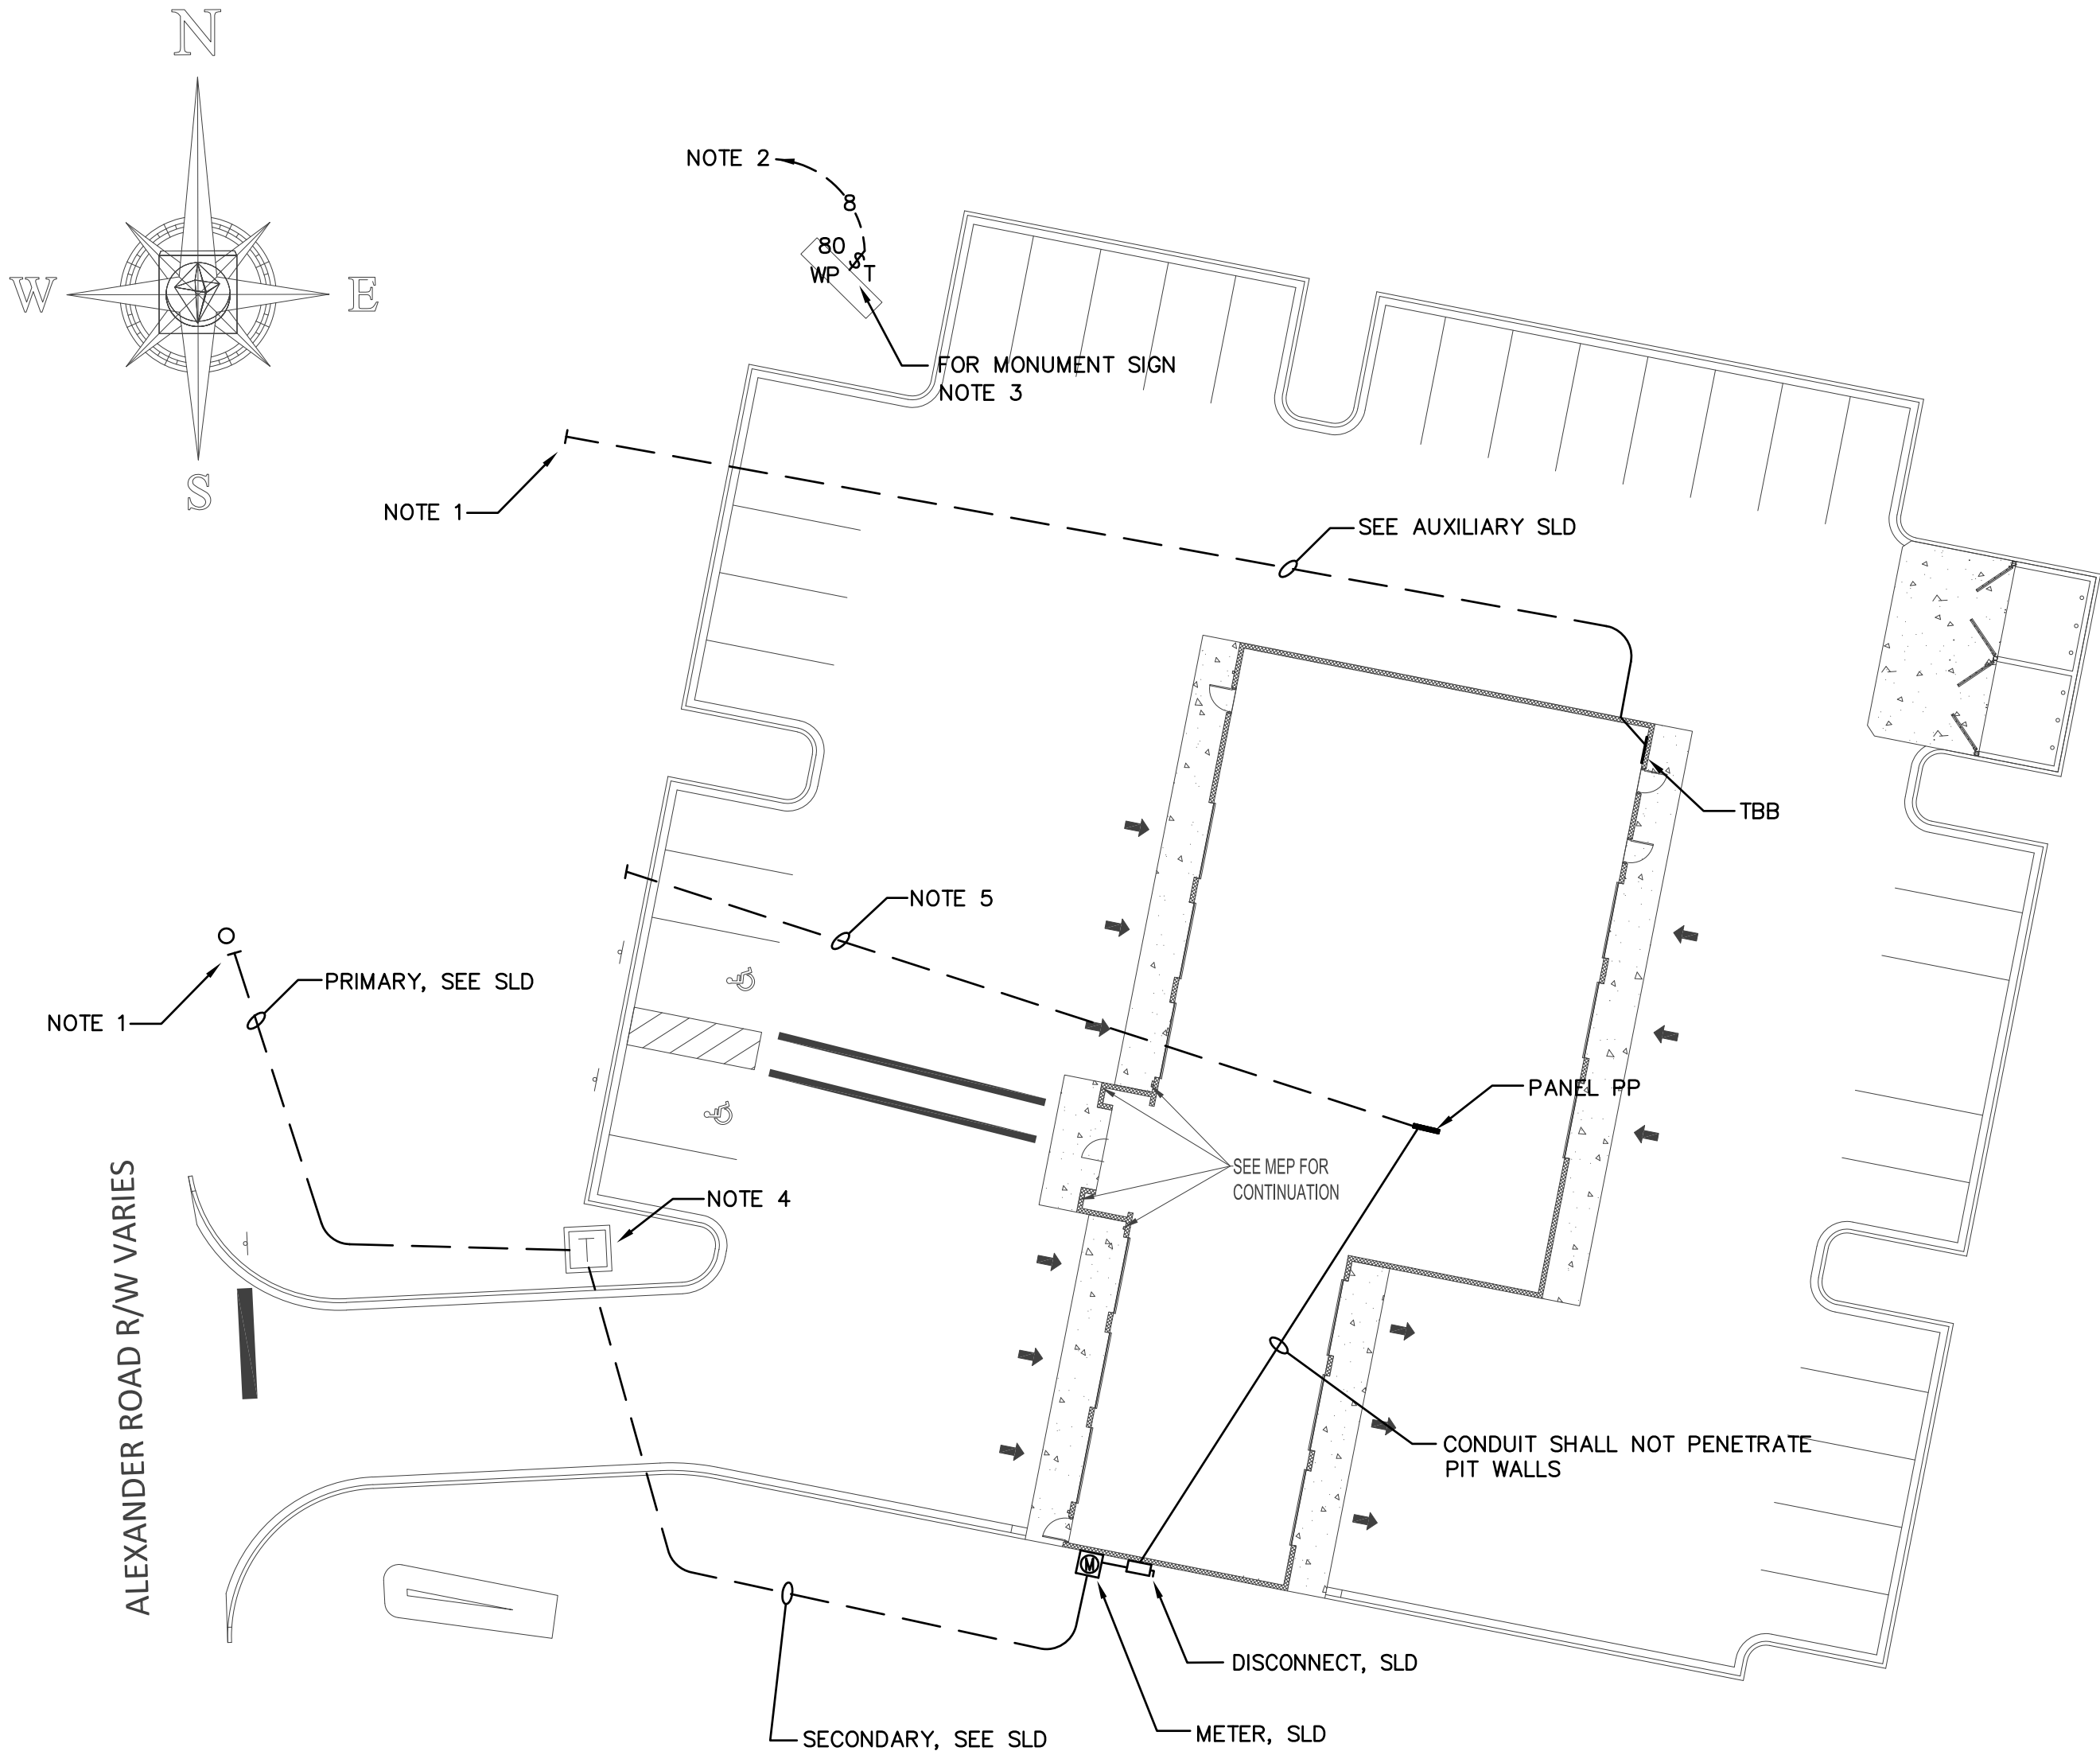 N
W
E
S
NOTE 2
8
80
S
WP
T
FOR MONUMENT SIGN
NOTE 3
NOTE 1
SEE AUXILIARY SLD
TBB
NOTE 5
PRIMARY, SEE SLD
NOTE 1
PANEL PP
SEE MEP FOR
CONTINUATION
NOTE 4
T
ALEXANDER ROAD R/W VARIES
CONDUIT SHALL NOT PENETRATE
PIT WALLS
M
DISCONNECT, SLD
METER, SLD
SECONDARY, SEE SLD